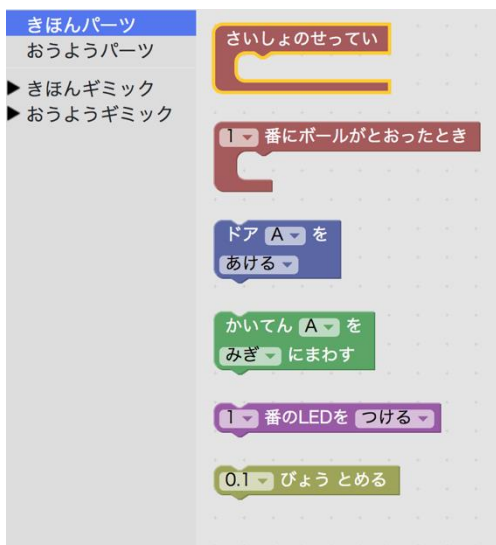 きほんパーツ
おうようパーツ
きほんギミック
おうようギミック
さいしょのせってい
1 番にボールがとおったとき
ドア A を
あける
かいてん A を
みぎ にまわす
1 番のLEDを つける
0.1 びょう とめる